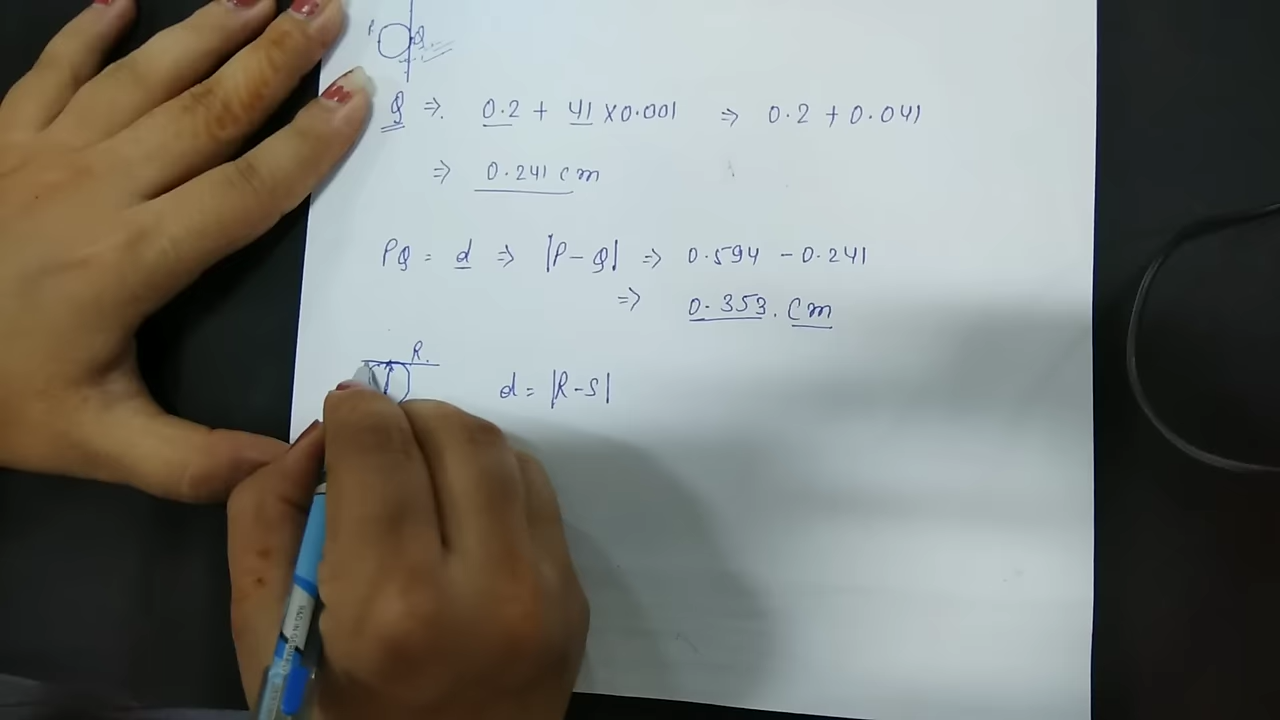 P Q
Q ⇒ 0.2 + 41 x 0.001 ⇒ 0.2 + 0.041
⇒ 0.241 cm
PQ = d ⇒ |P - Q| ⇒ 0.594 - 0.241
⇒ 0.353. cm
R.
d = |R - S|